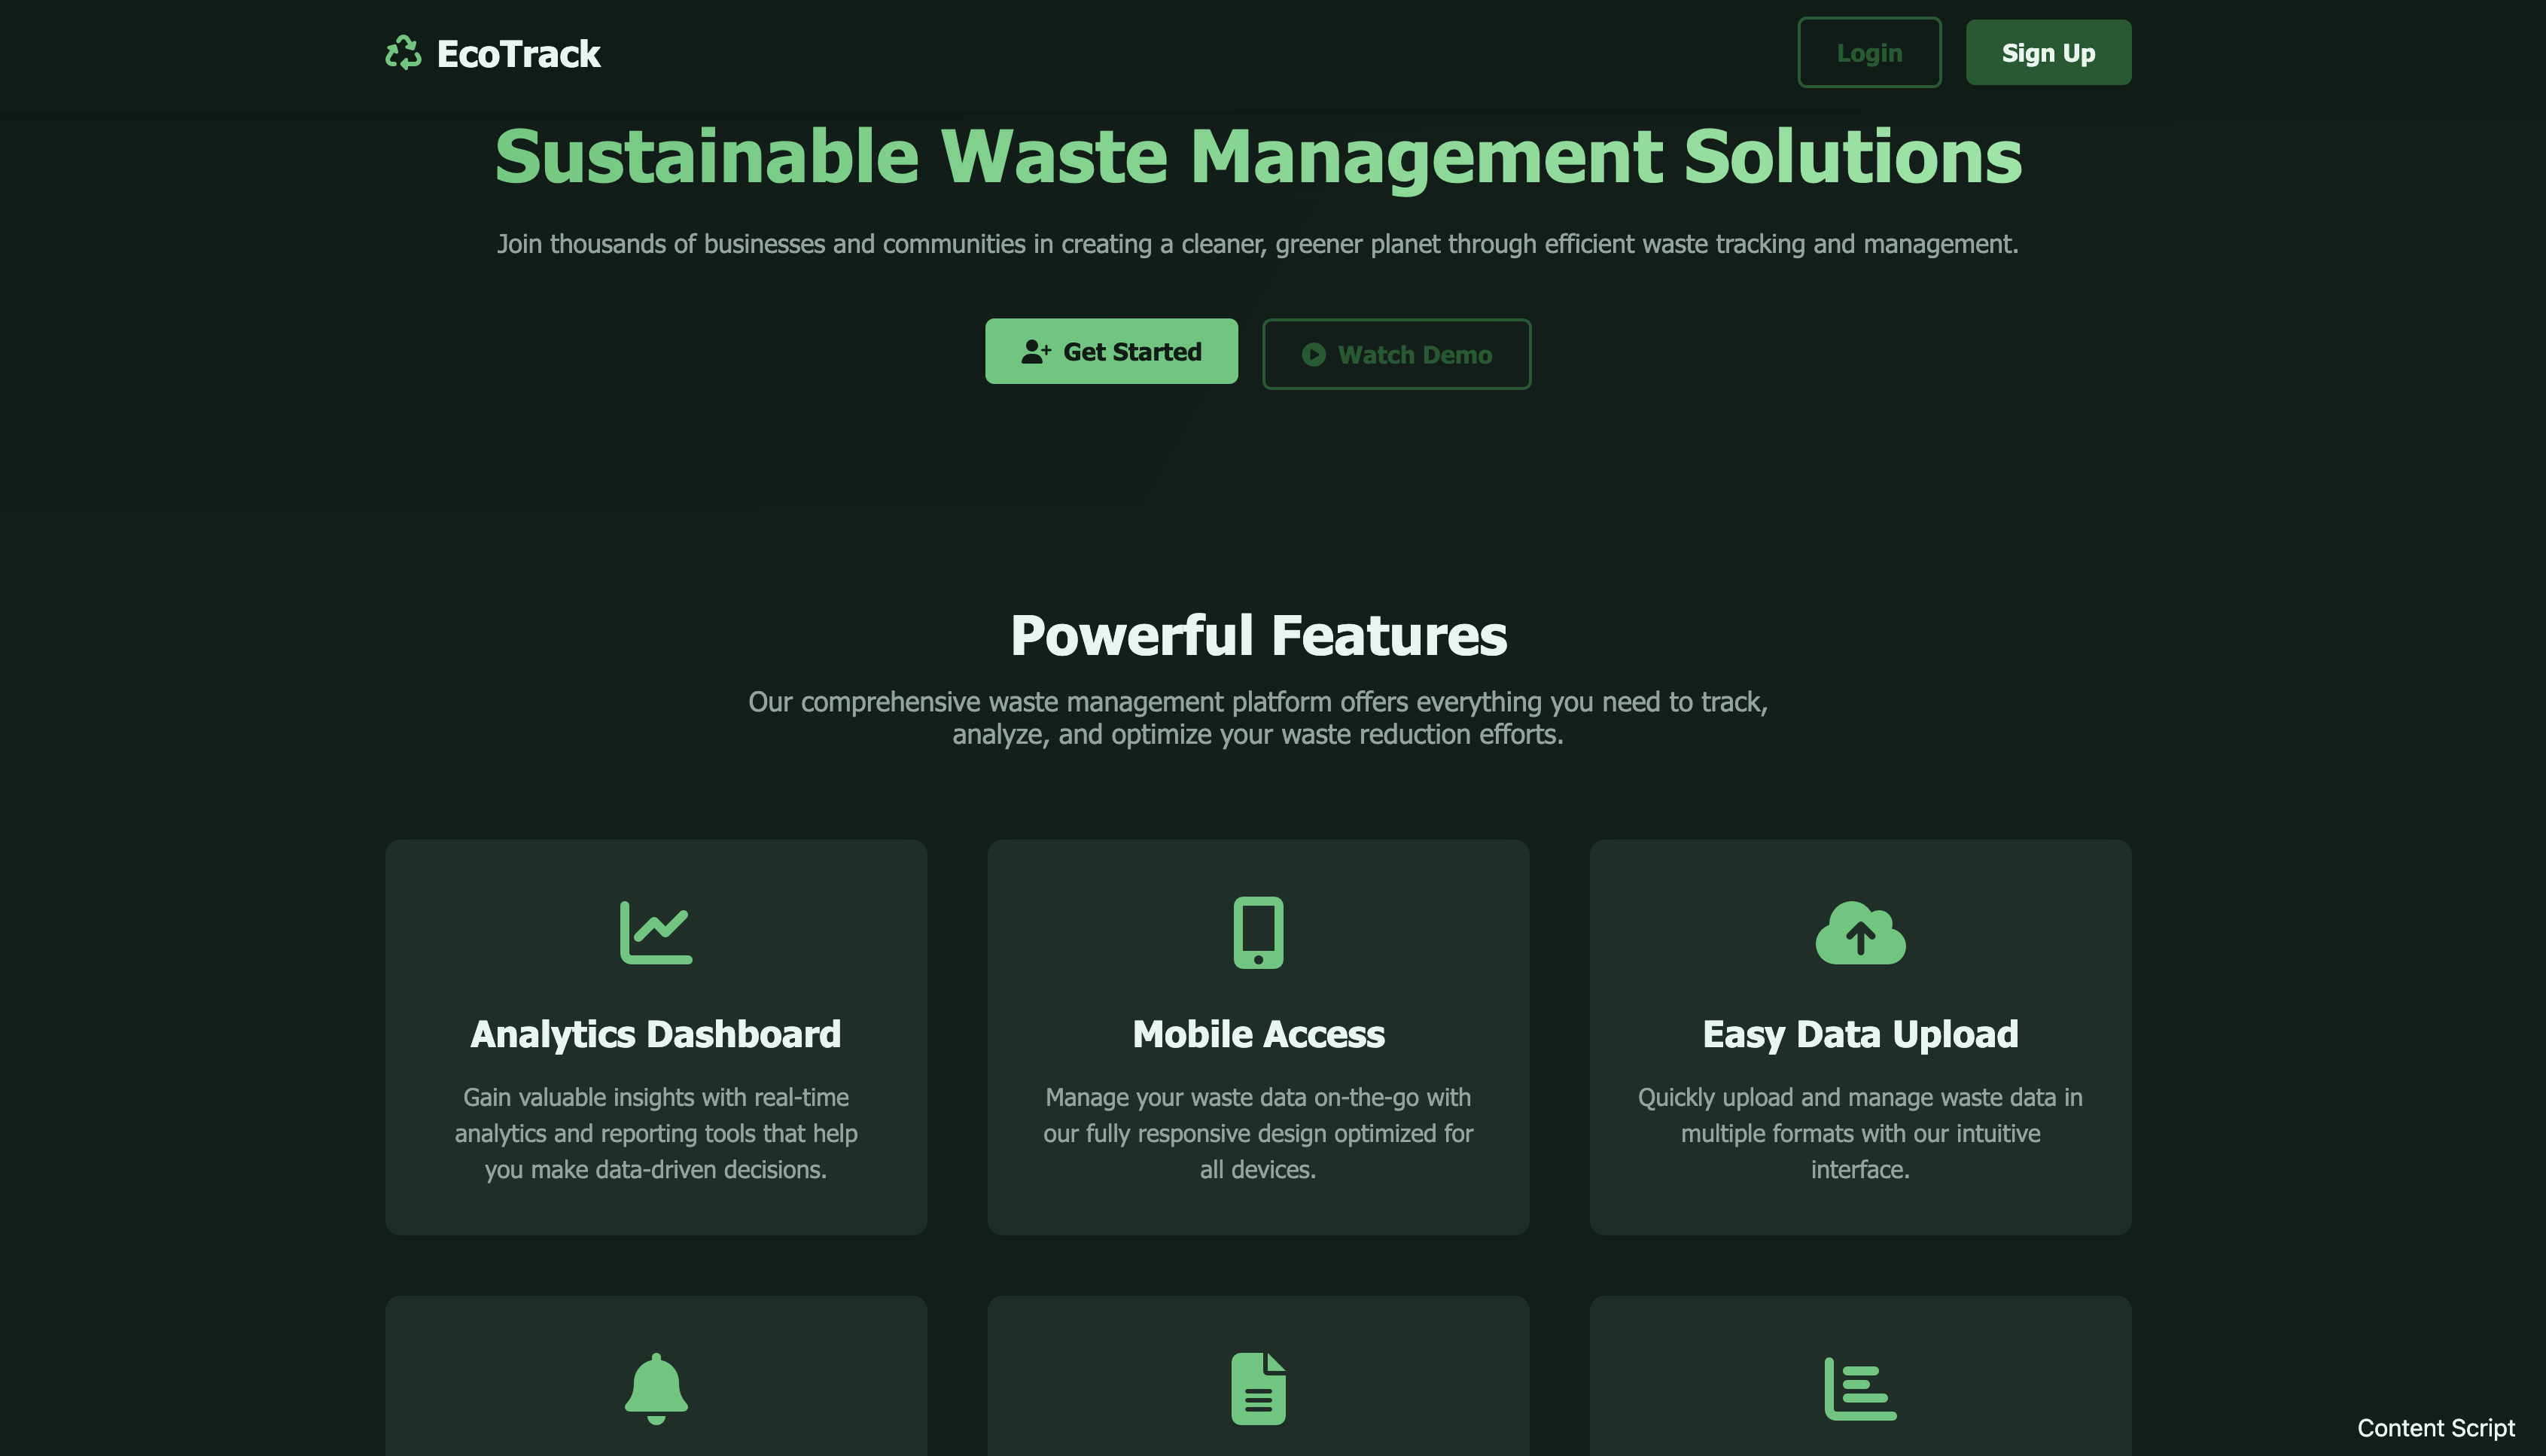 EcoTrack
Login
Sign Up
Sustainable Waste Management Solutions
Join thousands of businesses and communities in creating a cleaner, greener planet through efficient waste tracking and management.
Get Started
Watch Demo
Powerful Features
Our comprehensive waste management platform offers everything you need to track,
analyze, and optimize your waste reduction efforts.
Analytics Dashboard
Gain valuable insights with real-time
analytics and reporting tools that help
you make data-driven decisions.
Mobile Access
Manage your waste data on-the-go with
our fully responsive design optimized for
all devices.
Easy Data Upload
Quickly upload and manage waste data in
multiple formats with our intuitive
interface.
Content Script